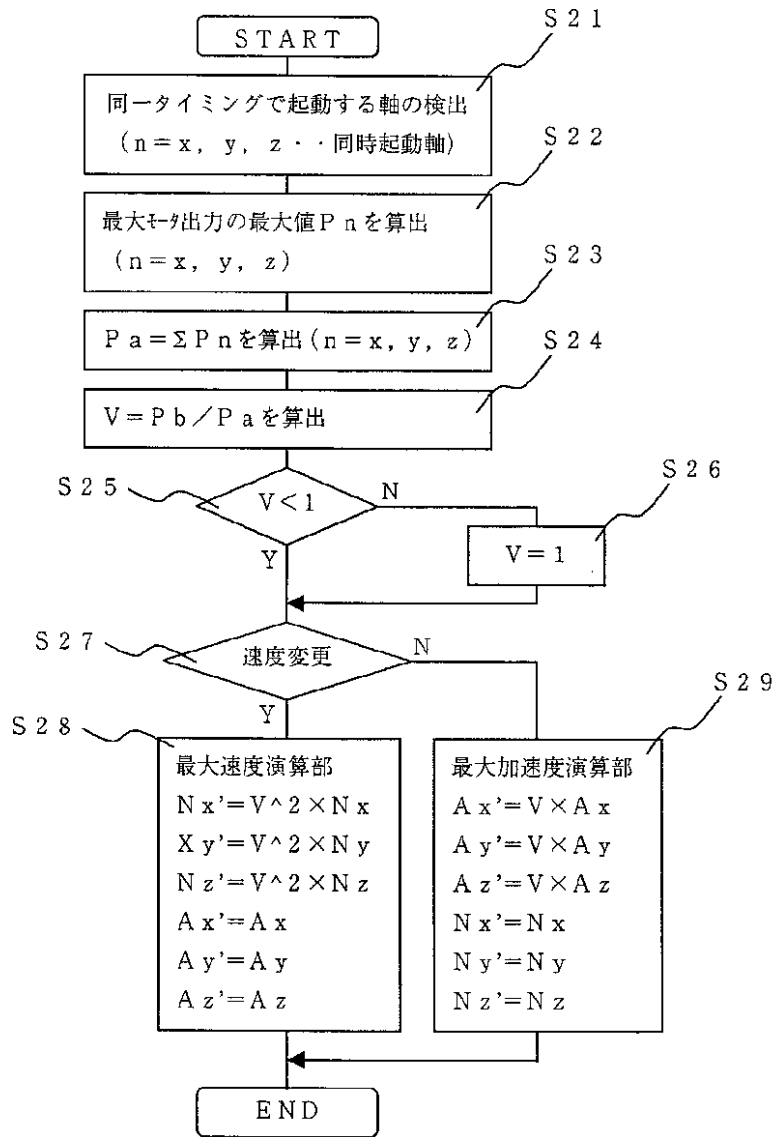 START
S21
同一タイミングで起動する軸の検出
(n=x, y, z・・同時起動軸)
S22
最大ﾓｰﾀ出力の最大値Pnを算出
(n=x, y, z)
S23
Pa=ΣPnを算出(n=x, y, z)
S24
V=Pb/Paを算出
S25
V<1
N
Y
S26
V=1
S27
速度変更
N
Y
S28
最大速度演算部
Nx'=V^2×Nx
Xy'=V^2×Ny
Nz'=V^2×Nz
Ax'=Ax
Ay'=Ay
Az'=Az
S29
最大加速度演算部
Ax'=V×Ax
Ay'=V×Ay
Az'=V×Az
Nx'=Nx
Ny'=Ny
Nz'=Nz
END